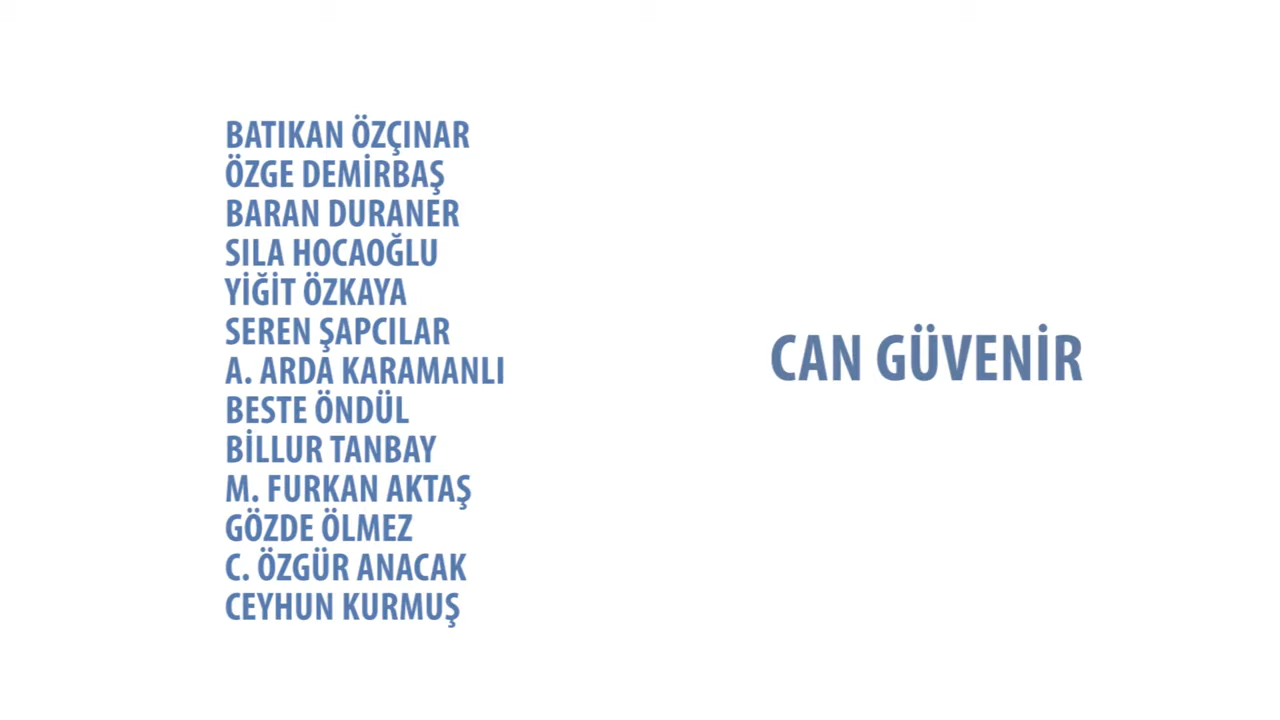 BATIKAN ÖZÇINAR
ÖZGE DEMİRBAŞ
BARAN DURANER
SILA HOCAOĞLU
YİĞİT ÖZKAYA
SEREN ŞAPCILAR
A. ARDA KARAMANLI
BESTE ÖNDÜL
BİLLUR TANBAY
M. FURKAN AKTAŞ
GÖZDE ÖLMEZ
C. ÖZGÜR ANACAK
CEYHUN KURMUŞ
CAN GÜVENİR